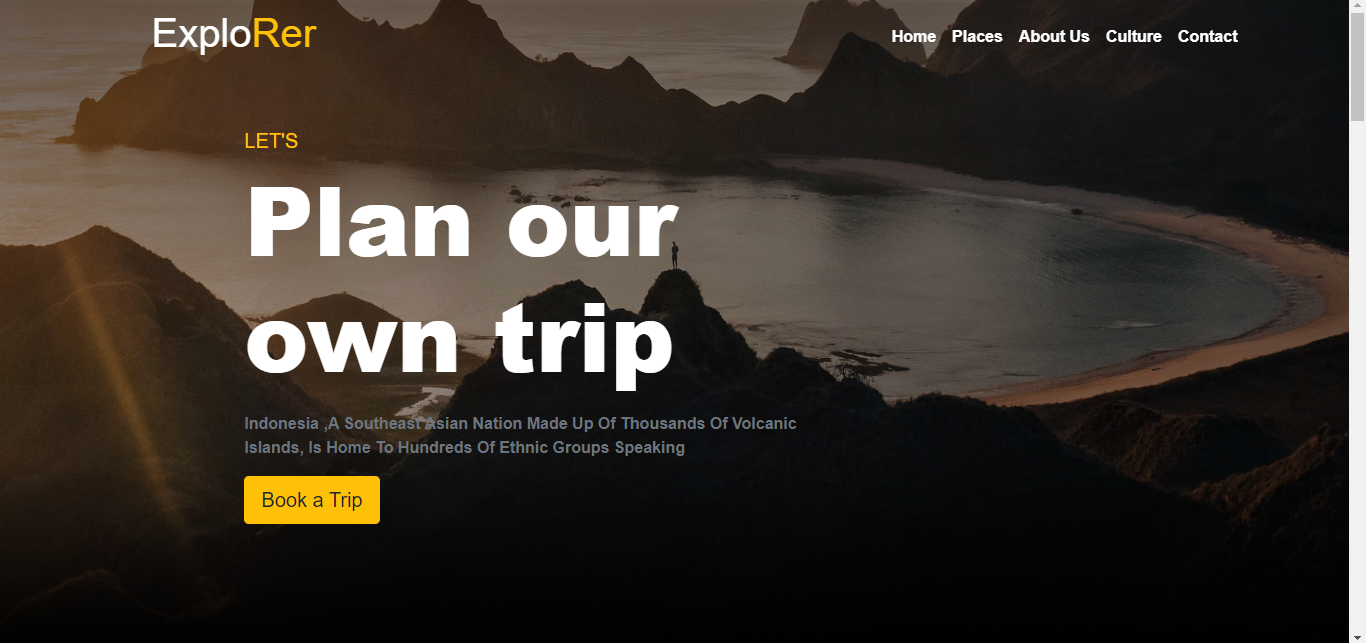 ExploRer
Home Places About Us Culture Contact
LET'S
Plan our
own trip
Indonesia ,A Southeast Asian Nation Made Up Of Thousands Of Volcanic
Islands, Is Home To Hundreds Of Ethnic Groups Speaking
Book a Trip